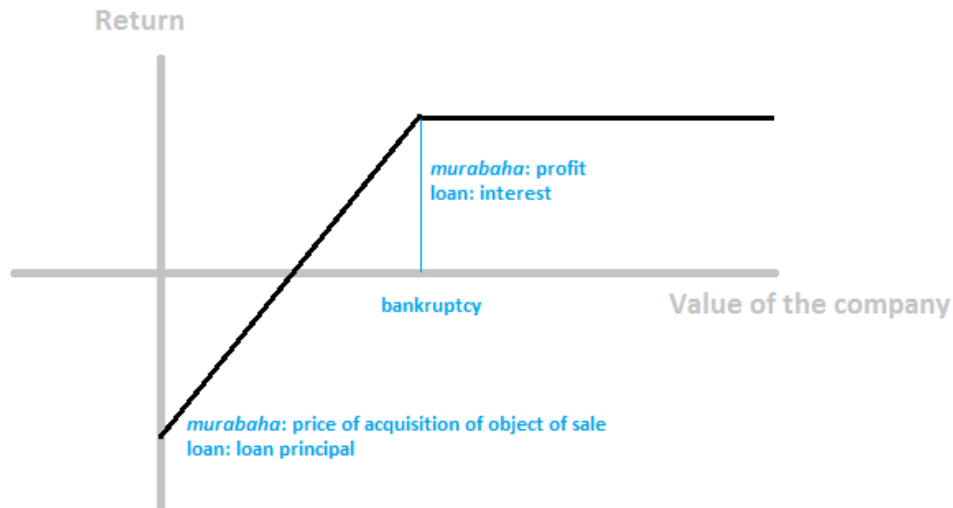 Return
murabaha: profit
loan: interest
bankruptcy
Value of the company
murabaha: price of acquisition of object of sale
loan: loan principal